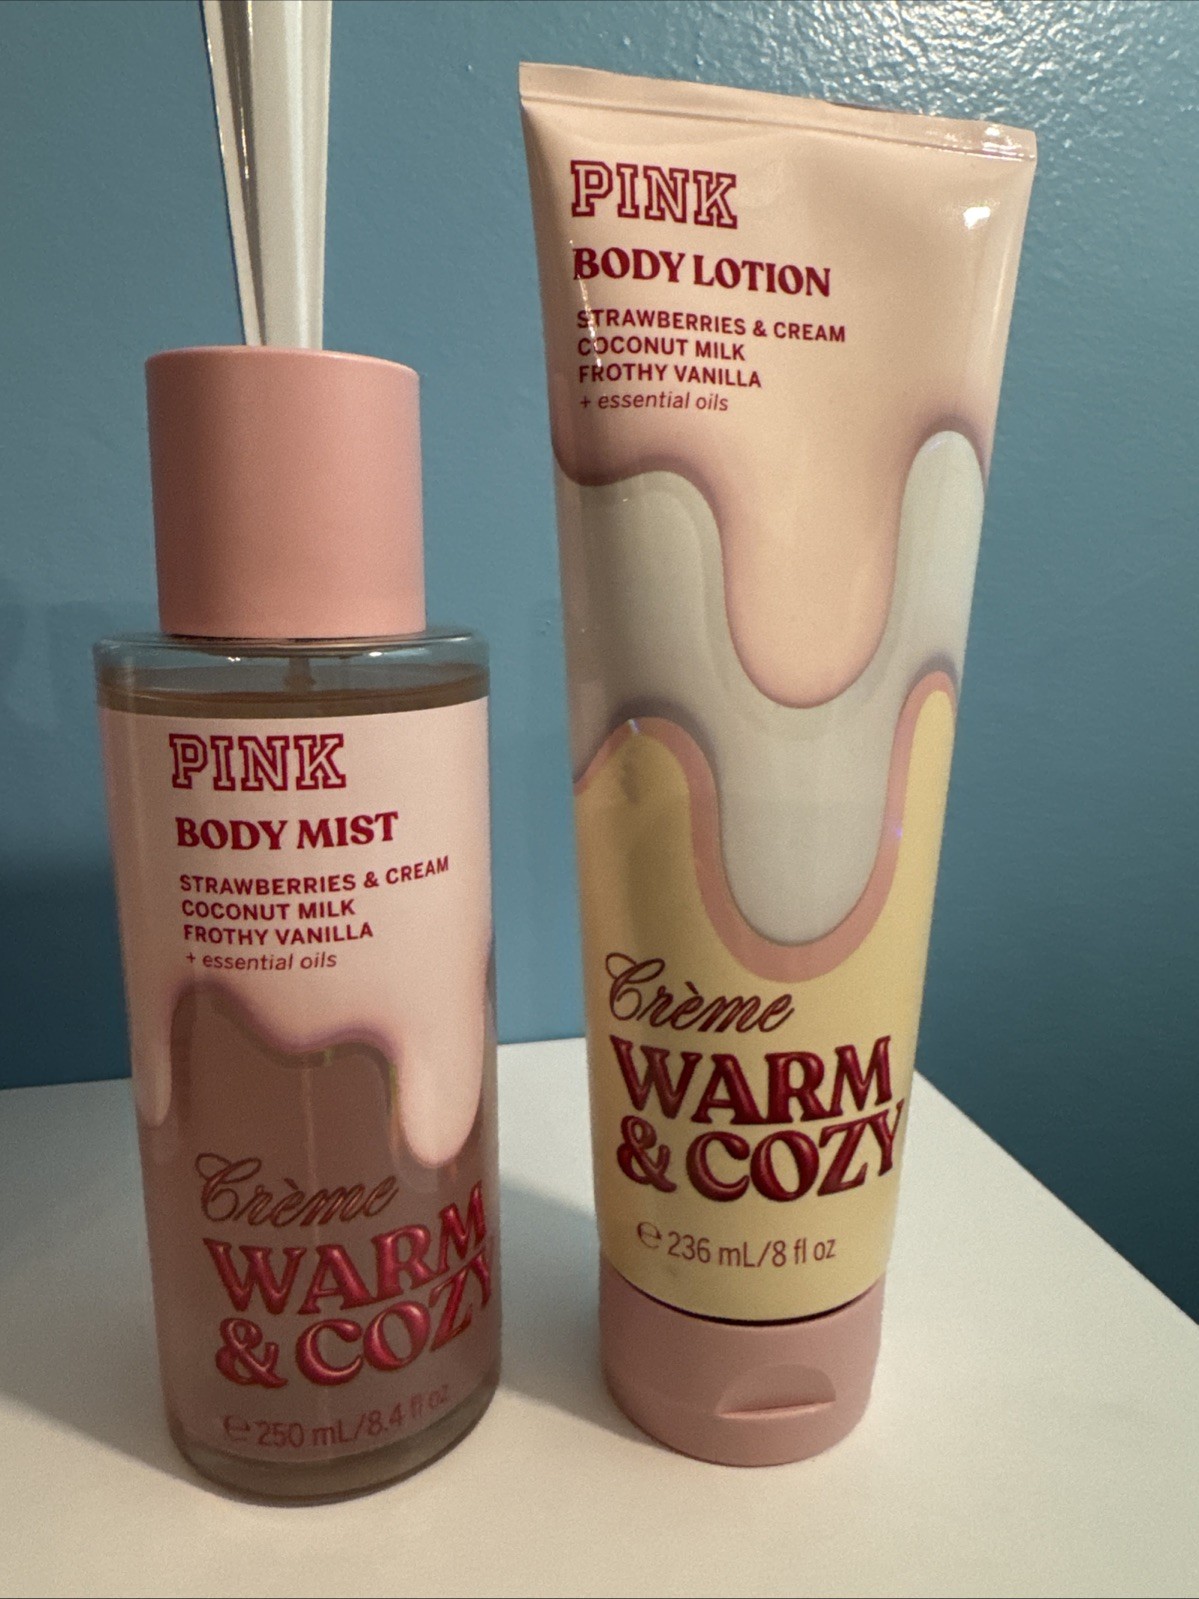 PINK
BODY MIST
STRAWBERRIES & CREAM
COCONUT MILK
FROTHY VANILLA
+ essential oils
Crème
WARM
& COZY
℮ 250 mL/8.4 fl oz
PINK
BODY LOTION
STRAWBERRIES & CREAM
COCONUT MILK
FROTHY VANILLA
+ essential oils
Crème
WARM
& COZY
℮ 236 mL/8 fl oz